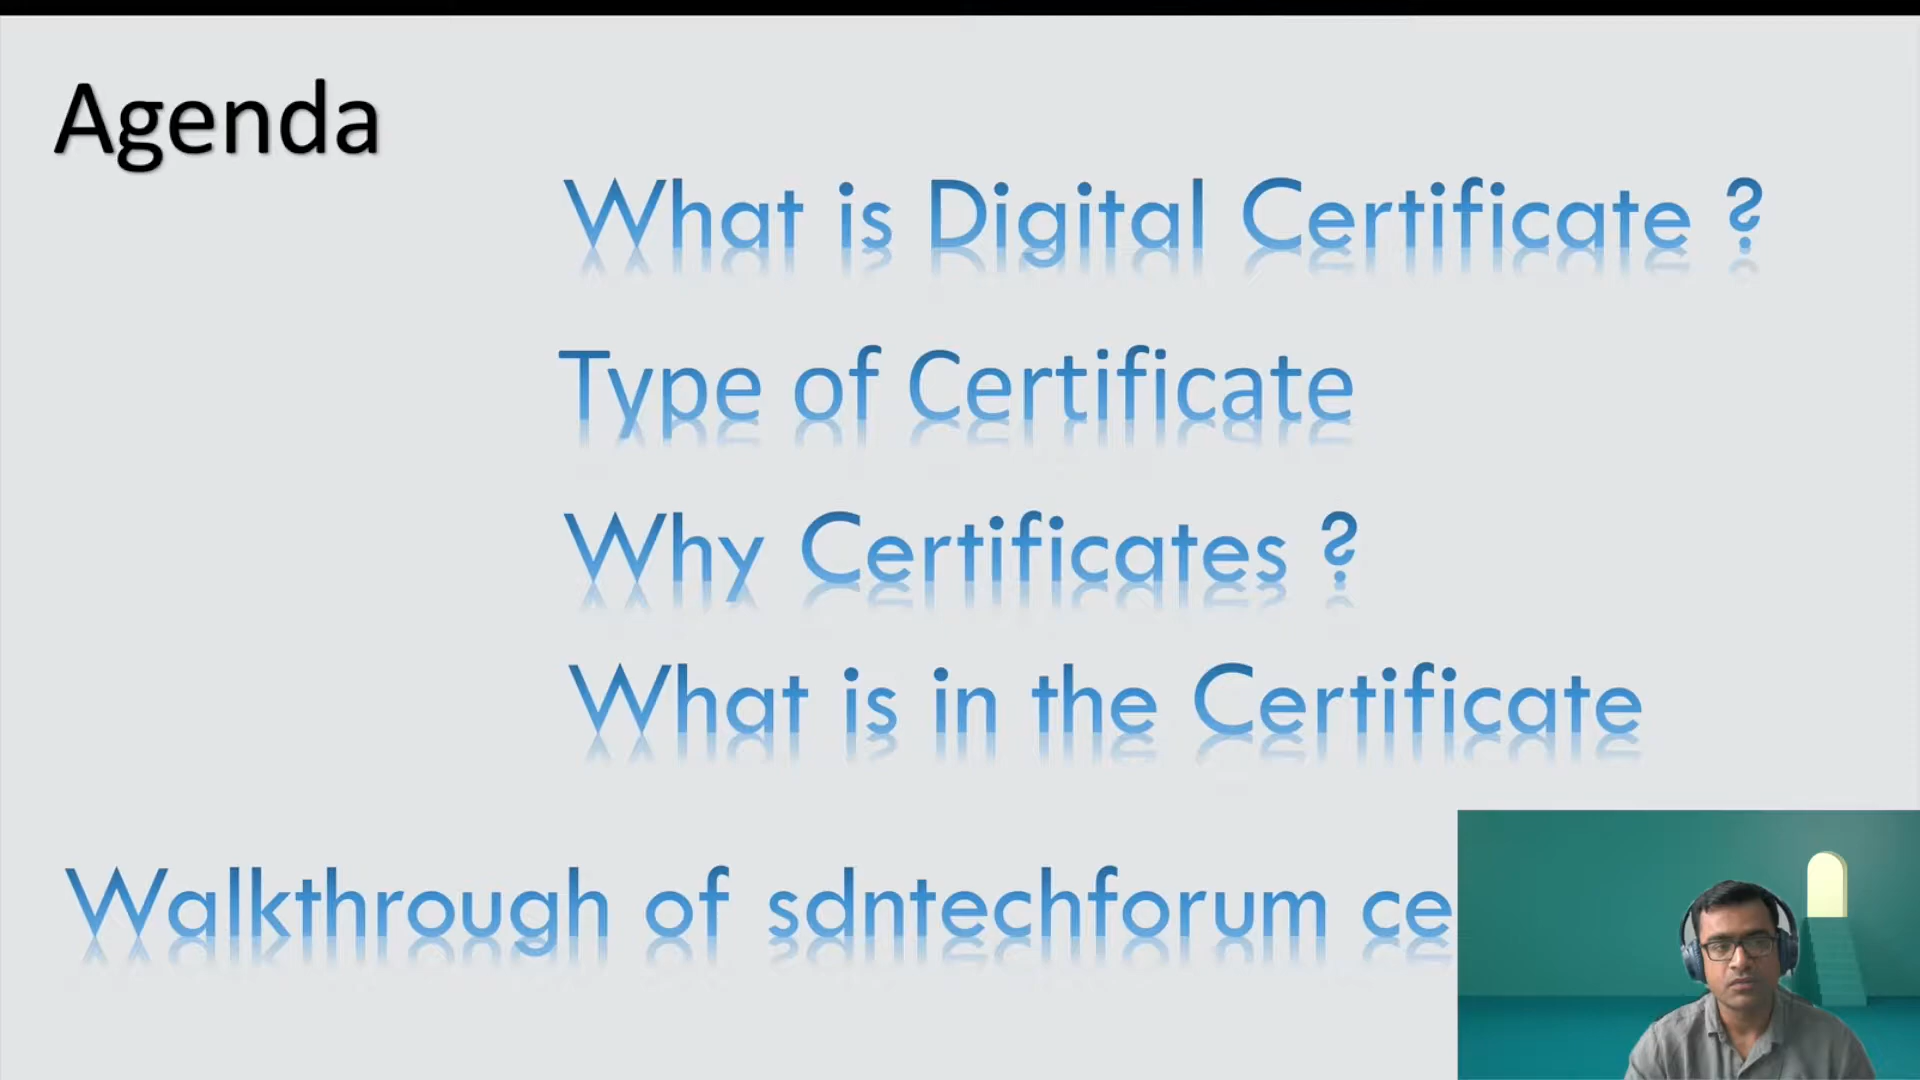 Agenda
What is Digital Certificate ?
Type of Certificate
Why Certificates ?
What is in the Certificate
Walkthrough of sdntechforum ce